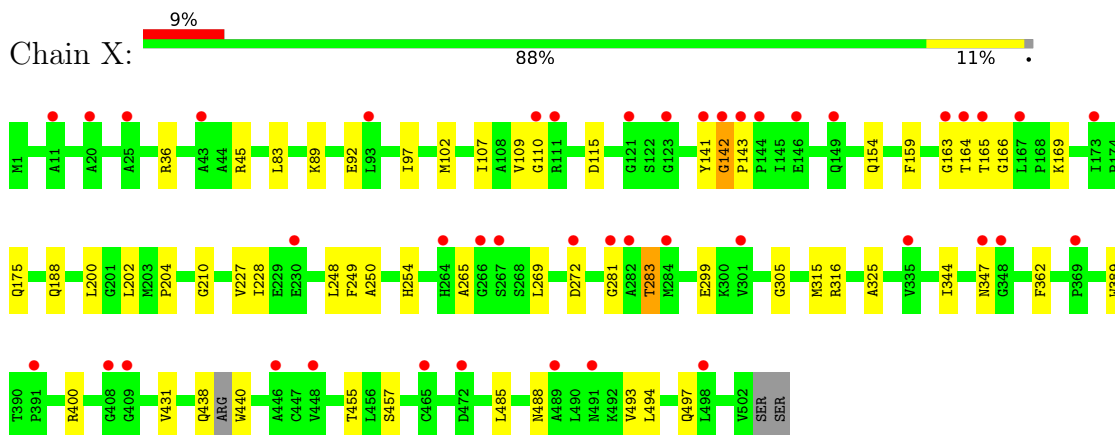 9%
Chain X:
88% 11% •
M1 A11 A20 A25 R36 A43 A44 R45 L83 K89 E92 L93 I97 M102 I107 A108 V109 G110 R111 D115 G121 S122 G123 Y141 G142 P143 P144 I145 E146 Q149 Q154 F159 G163 T164 T165 G166 L167 P168 K169 I173 R174
Q175 Q188 L200 G201 L202 M203 P204 G210 V227 I228 E229 E230 L248 F249 A250 H254 H264 A265 G266 S267 S268 L269 D272 G281 A282 T283 M284 E299 K300 V301 G305 M315 R316 A325 V335 I344 N347 G348 F362 P369 W389
T390 P391 R400 G408 G409 V431 Q438 ARG W440 A446 C447 V448 T455 L456 S457 C465 D472 L485 N488 A489 L490 N491 K492 V493 L494 Q497 L498 V502 SER SER